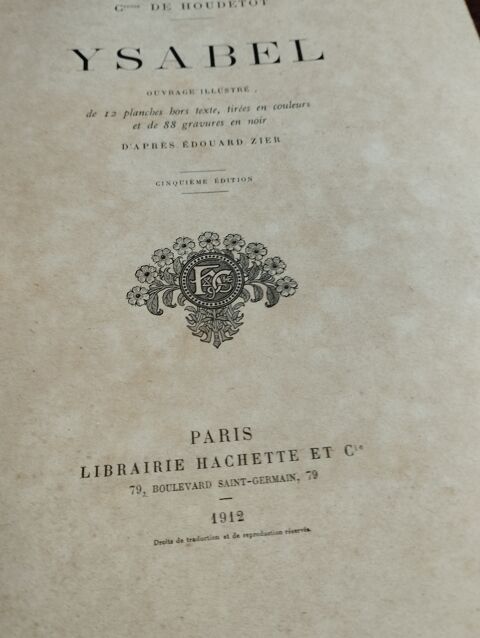 Ctesse DE HOUDETOT
YSABEL
OUVRAGE ILLUSTRÉ
de 12 planches hors texte, tirées en couleurs
et de 88 gravures en noir
D'APRÈS ÉDOUARD ZIER
CINQUIÈME ÉDITION
PARIS
LIBRAIRIE HACHETTE ET Cie
79, BOULEVARD SAINT-GERMAIN, 79
1912
Droits de traduction et de reproduction réservés.